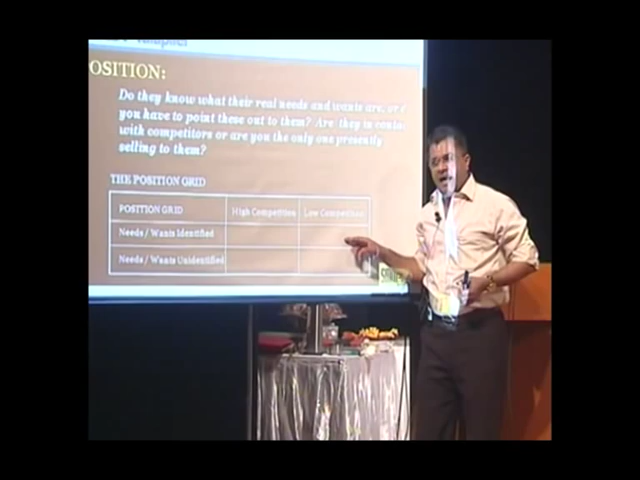 OSITION:
Do they know what their real needs and wants are, or d
you have to point these out to them? Are they in contac
with competitors or are you the only one presently
selling to them?
THE POSITION GRID
POSITION GRID High Competition Low Competition
Needs / Wants Identified
Needs / Wants Unidentified